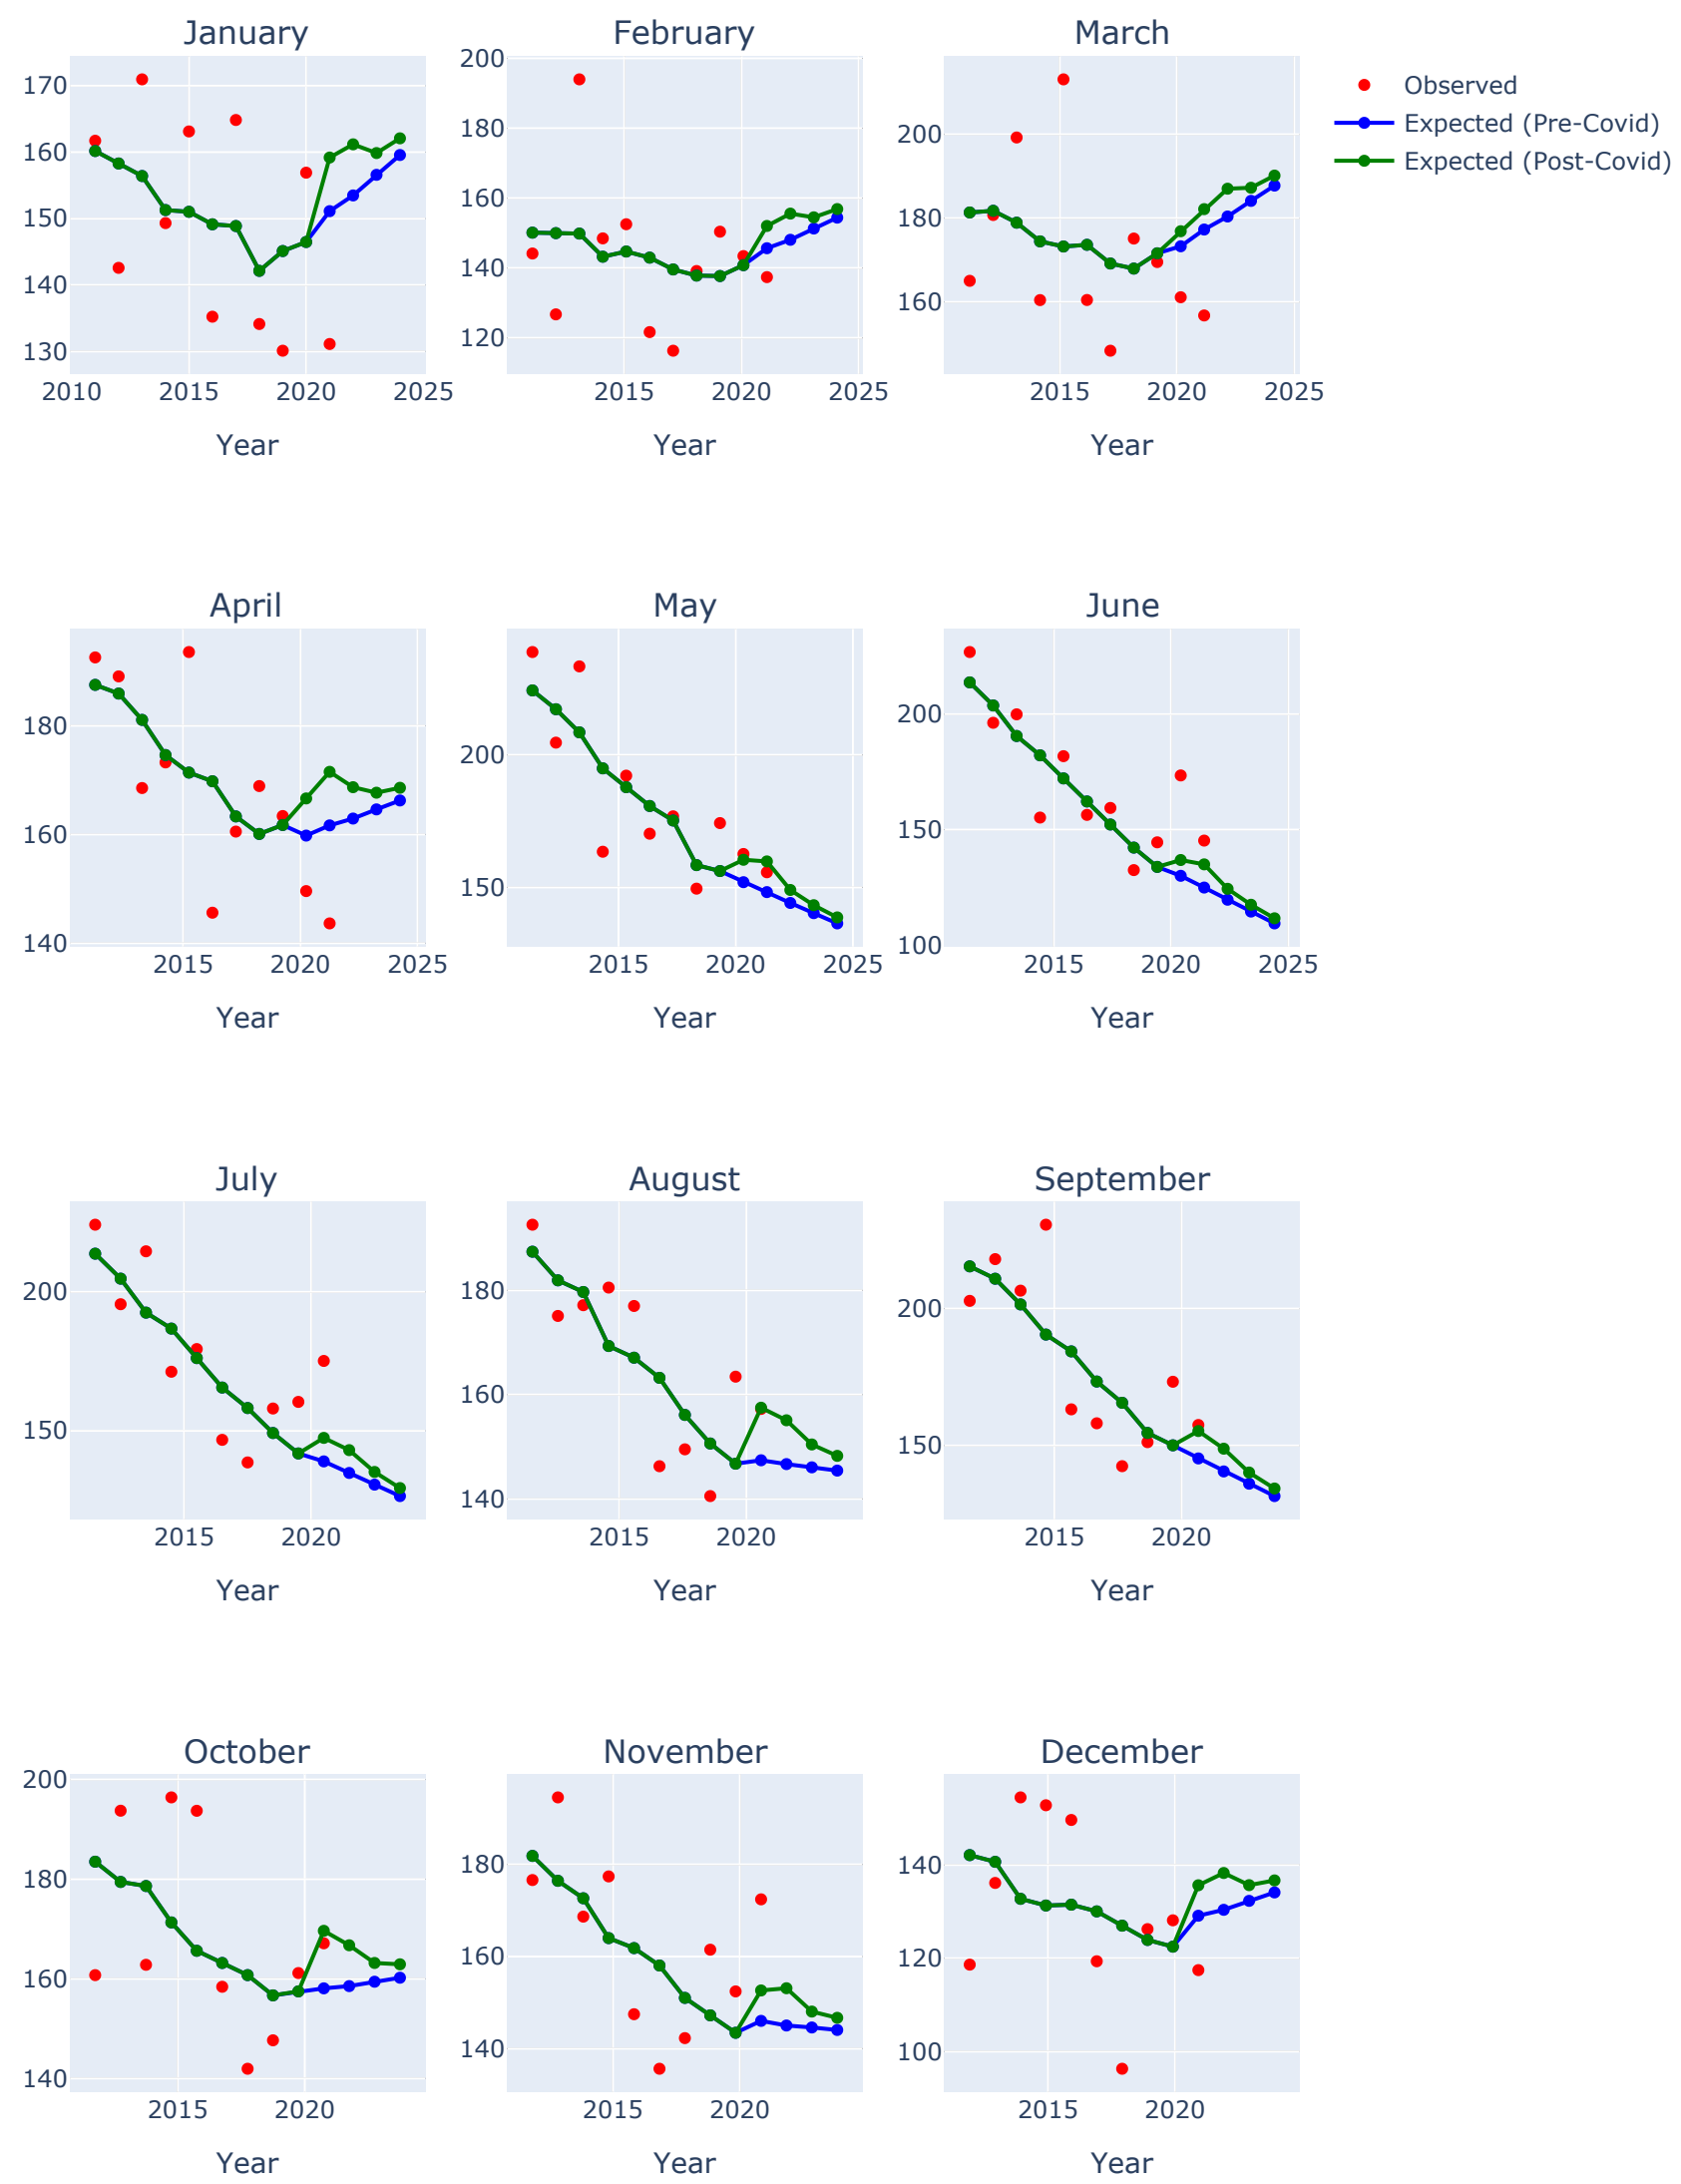 January
February
March
170
160
150
140
130
2010
2015
2020
2025
Year
200
180
160
140
120
2015
2020
2025
Year
200
180
160
2015
2020
2025
Year
Observed
Expected (Pre-Covid)
Expected (Post-Covid)
April
May
June
180
160
140
2015
2020
2025
Year
200
150
2015
2020
2025
Year
200
150
100
2015
2020
2025
Year
July
August
September
200
150
2015
2020
Year
180
160
140
2015
2020
Year
200
150
2015
2020
Year
October
November
December
200
180
160
140
2015
2020
Year
180
160
140
2015
2020
Year
140
120
100
2015
2020
Year